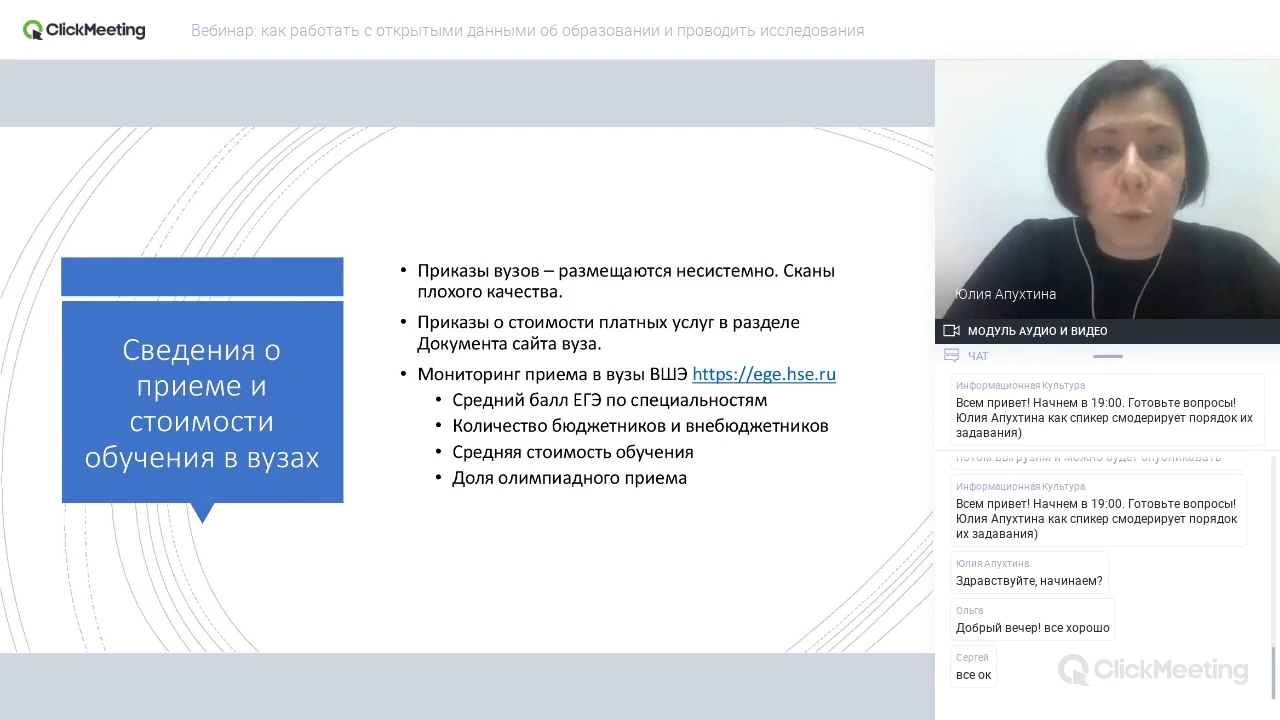 ClickMeeting
Вебинар: как работать с открытыми данными об образовании и проводить исследования
Сведения о
приеме и
стоимости
обучения в вузах
• Приказы вузов – размещаются несистемно. Сканы
плохого качества.
• Приказы о стоимости платных услуг в разделе
Документа сайта вуза.
• Мониторинг приема в вузы ВШЭ https://ege.hse.ru
• Средний балл ЕГЭ по специальностям
• Количество бюджетников и внебюджетников
• Средняя стоимость обучения
• Доля олимпиадного приема
Юлия Апухтина
МОДУЛЬ АУДИО И ВИДЕО
ЧАТ
Информационная Культура
Всем привет! Начнем в 19:00. Готовьте вопросы!
Юлия Апухтина как спикер смодерирует порядок их
задавания)
потом выгрузим и можно будет опубликовать
Информационная Культура
Всем привет! Начнем в 19:00. Готовьте вопросы!
Юлия Апухтина как спикер смодерирует порядок
их задавания)
Юлия Апухтина
Здравствуйте, начинаем?
Ольга
Добрый вечер! все хорошо
Сергей
все ок
ClickMeeting